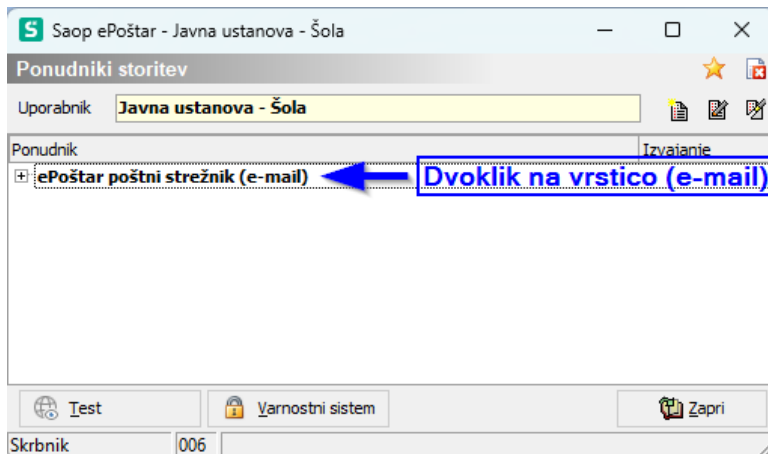 S Saop ePoštar - Javna ustanova - Šola
Ponudniki storitev
Uporabnik Javna ustanova - Šola
Ponudnik Izvajanje
ePoštar poštni strežnik (e-mail) Dvoklik na vrstico (e-mail)
Test Varnostni sistem Zapri
Skrbnik 006